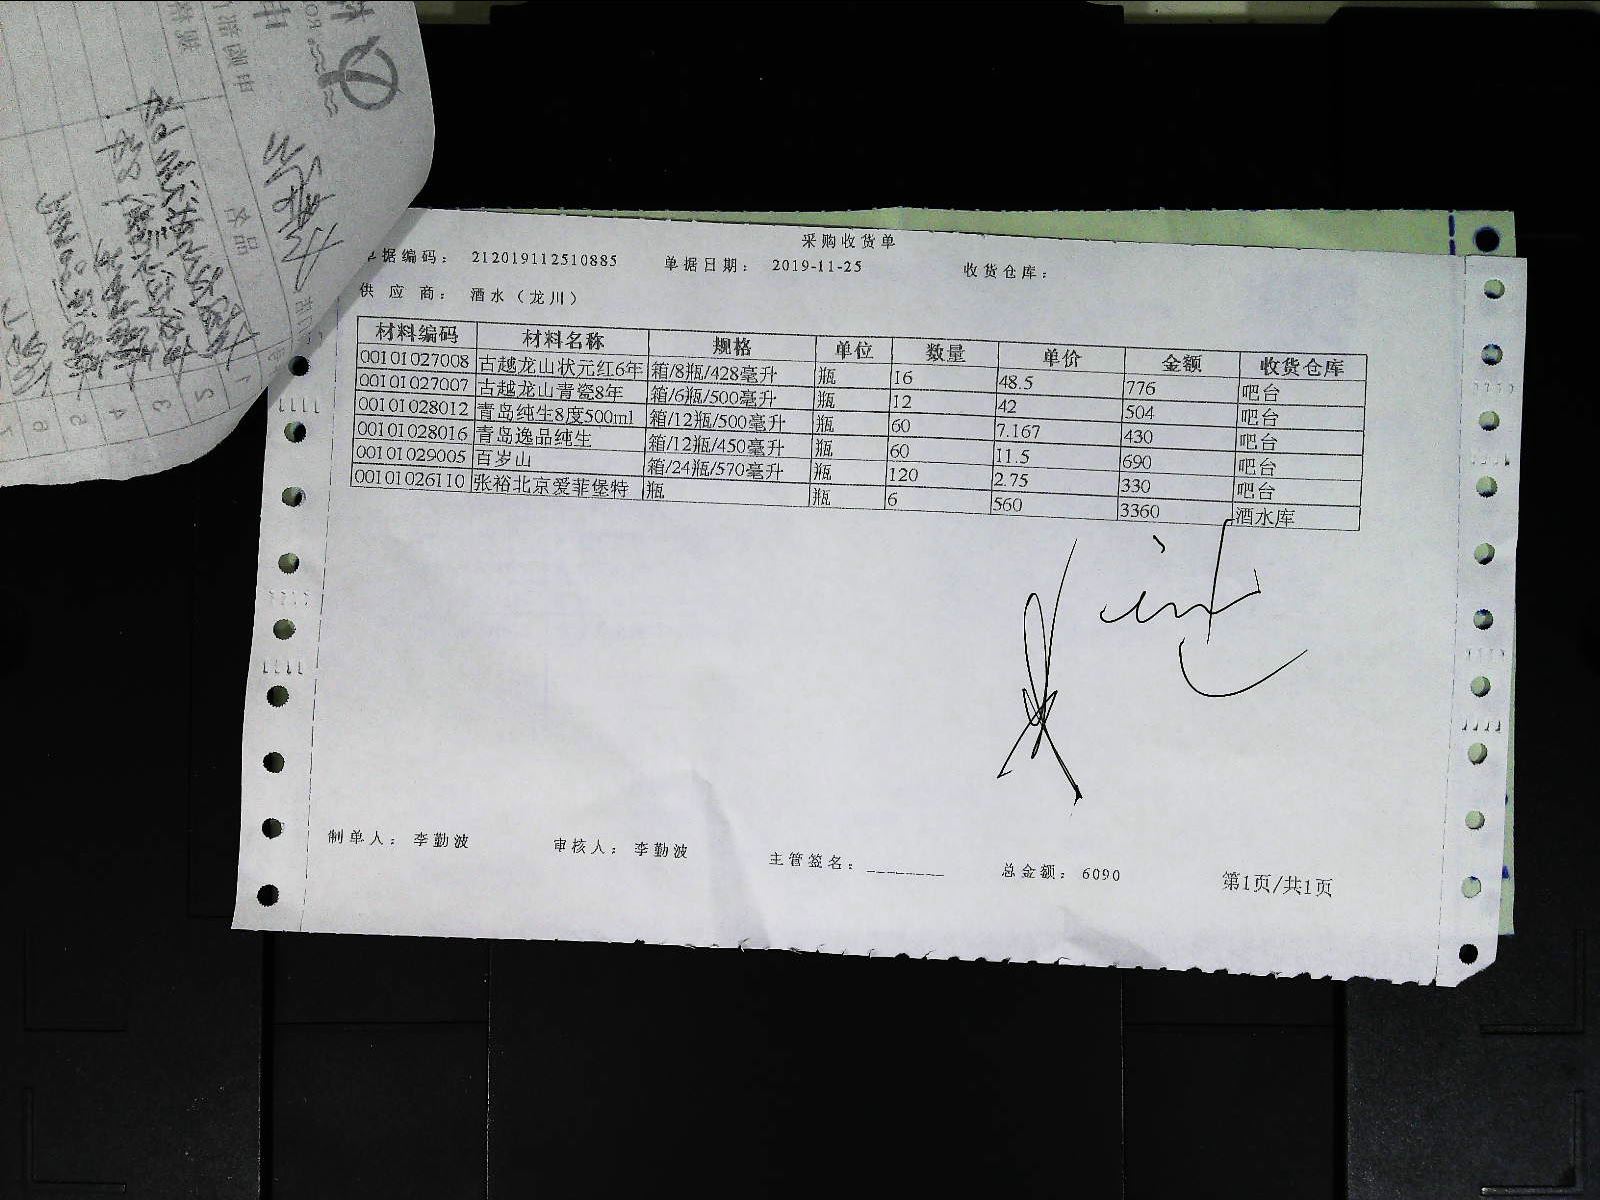 采购收货单
据编码： 212019112510885 单据日期： 2019-11-25 收货仓库：
供应商： 酒水（龙川）
材料编码 材料名称 规格 单位 数量 单价 金额 收货仓库
00101027008 古越龙山状元红6年 箱/8瓶/428毫升 瓶 16 48.5 776 吧台
00101027007 古越龙山青瓷8年 箱/6瓶/500毫升 瓶 12 42 504 吧台
00101028012 青岛纯生8度500ml 箱/12瓶/500毫升 瓶 60 7.167 430 吧台
00101028016 青岛逸品纯生 箱/12瓶/450毫升 瓶 60 11.5 690 吧台
00101029005 百岁山 箱/24瓶/570毫升 瓶 120 2.75 330 吧台
00101026110 张裕北京爱菲堡特 瓶 瓶 6 560 3360 酒水库
制单人： 李勤波 审核人： 李勤波 主管签名：________ 总金额： 6090 第1页/共1页